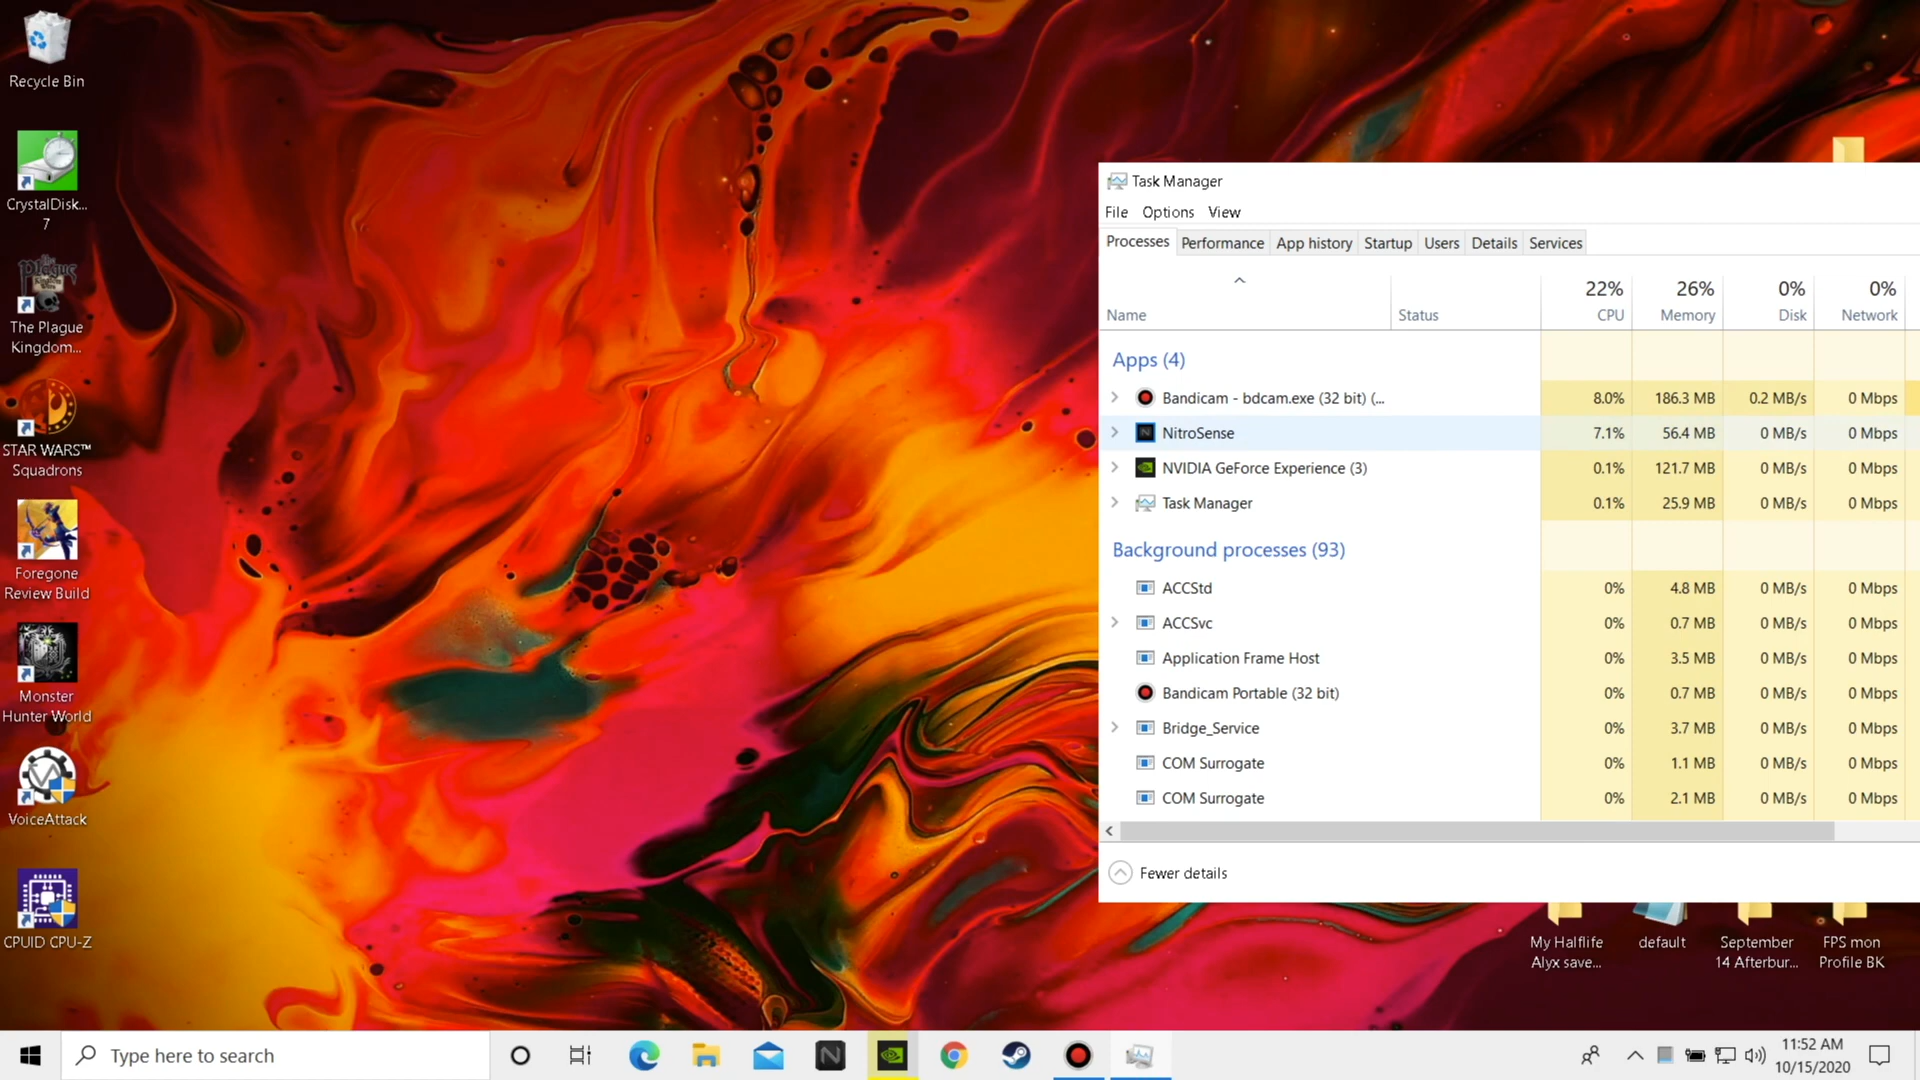 Recycle Bin
CrystalDisk...
7
The Plague
Kingdom...
STAR WARS™
Squadrons
Foregone
Review Build
Monster
Hunter World
VoiceAttack
CPUID CPU-Z
Task Manager
File Options View
Processes Performance App history Startup Users Details Services
22% 26% 0% 0%
Name Status CPU Memory Disk Network
Apps (4)
Bandicam - bdcam.exe (32 bit) (... 8.0% 186.3 MB 0.2 MB/s 0 Mbps
NitroSense 7.1% 56.4 MB 0 MB/s 0 Mbps
NVIDIA GeForce Experience (3) 0.1% 121.7 MB 0 MB/s 0 Mbps
Task Manager 0.1% 25.9 MB 0 MB/s 0 Mbps
Background processes (93)
ACCStd 0% 4.8 MB 0 MB/s 0 Mbps
ACCSvc 0% 0.7 MB 0 MB/s 0 Mbps
Application Frame Host 0% 3.5 MB 0 MB/s 0 Mbps
Bandicam Portable (32 bit) 0% 0.7 MB 0 MB/s 0 Mbps
Bridge_Service 0% 3.7 MB 0 MB/s 0 Mbps
COM Surrogate 0% 1.1 MB 0 MB/s 0 Mbps
COM Surrogate 0% 2.1 MB 0 MB/s 0 Mbps
Fewer details
My Halflife
Alyx save...
default
September
14 Afterbur...
FPS mon
Profile BK
Type here to search
11:52 AM
10/15/2020